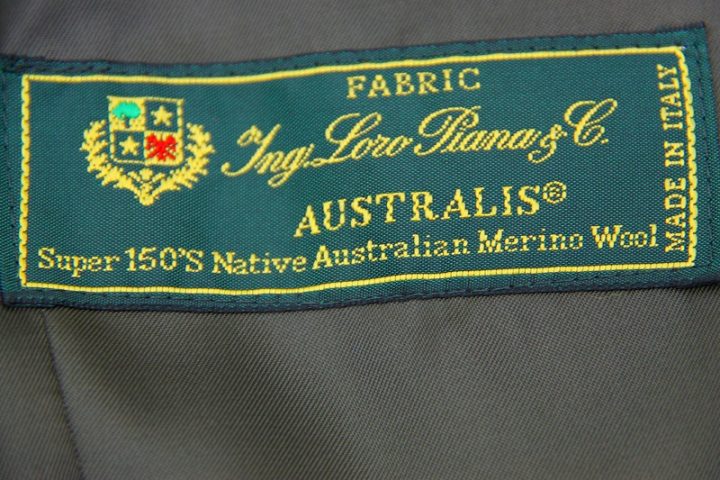 FABRIC
Ing. Loro Piana & C.
AUSTRALIS®
Super 150'S Native Australian Merino Wool
MADE IN ITALY